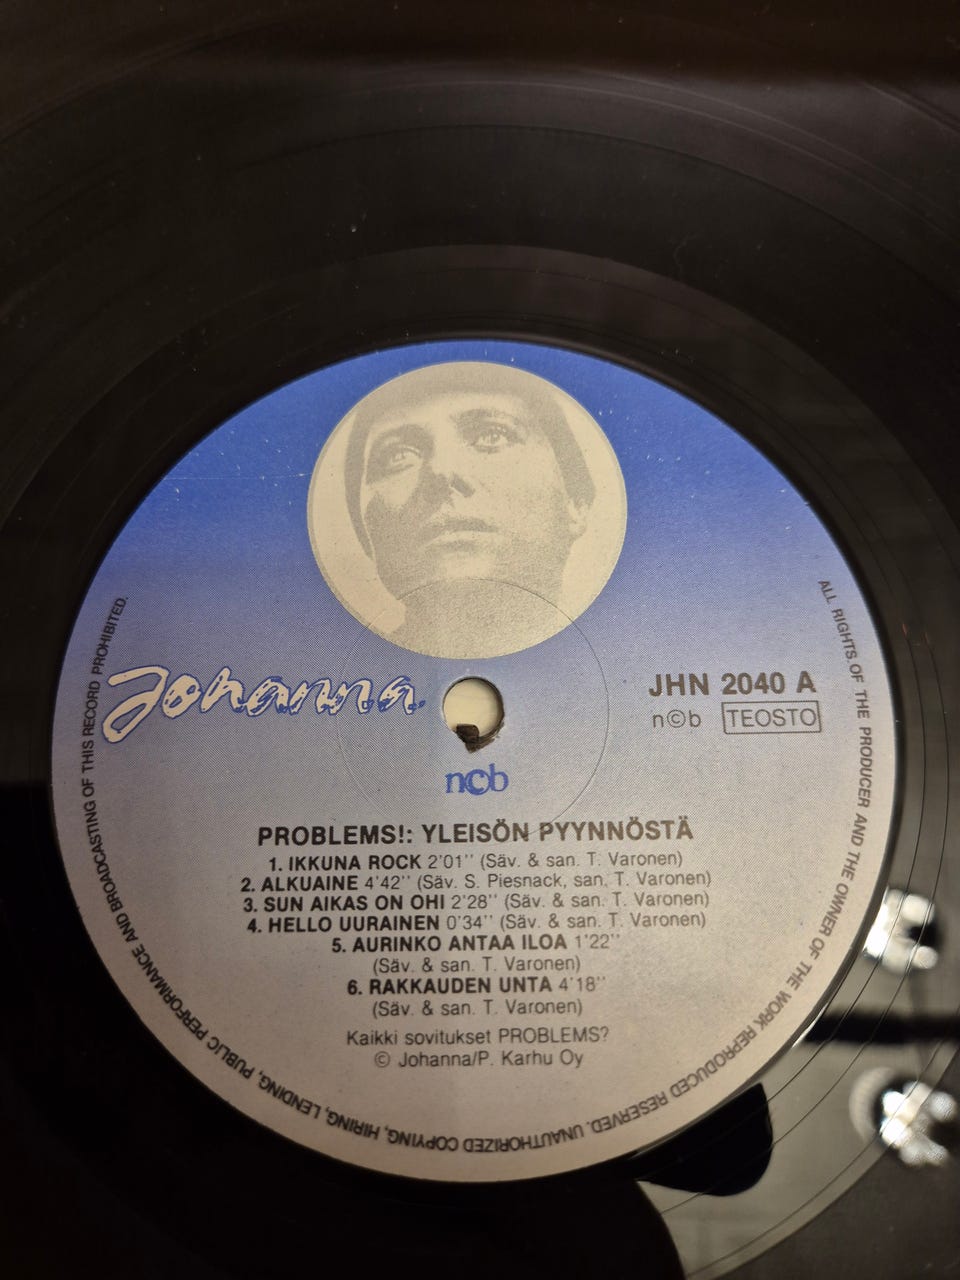 Johanna
JHN 2040 A
n©b TEOSTO
ncb
PROBLEMS!: YLEISÖN PYYNNÖSTÄ
1. IKKUNA ROCK 2'01'' (Säv. & san. T. Varonen)
2. ALKUAINE 4'42'' (Säv. S. Piesnack, san. T. Varonen)
3. SUN AIKAS ON OHI 2'28'' (Säv. & san. T. Varonen)
4. HELLO UURAINEN 0'34'' (Säv. & san. T. Varonen)
5. AURINKO ANTAA ILOA 1'22''
(Säv. & san. T. Varonen)
6. RAKKAUDEN UNTA 4'18''
(Säv. & san. T. Varonen)
Kaikki sovitukset PROBLEMS?
© Johanna/P. Karhu Oy
ALL RIGHTS OF THE PRODUCER AND THE OWNER OF THE WORK REPRODUCED RESERVED. UNAUTHORIZED COPYING, HIRING, LENDING, PUBLIC PERFORMANCE AND BROADCASTING OF THIS RECORD PROHIBITED.